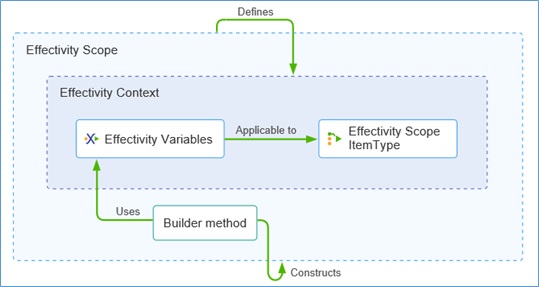 Defines
Effectivity Scope
Effectivity Context
Effectivity Variables
Applicable to
Effectivity Scope
ItemType
Uses
Builder method
Constructs